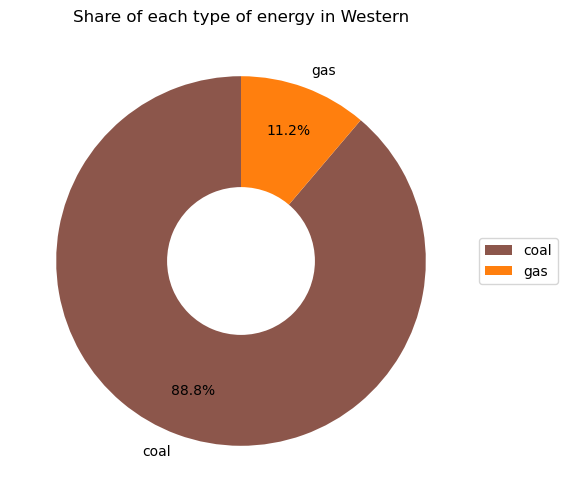 Share of each type of energy in Western
gas
11.2%
coal
gas
88.8%
coal